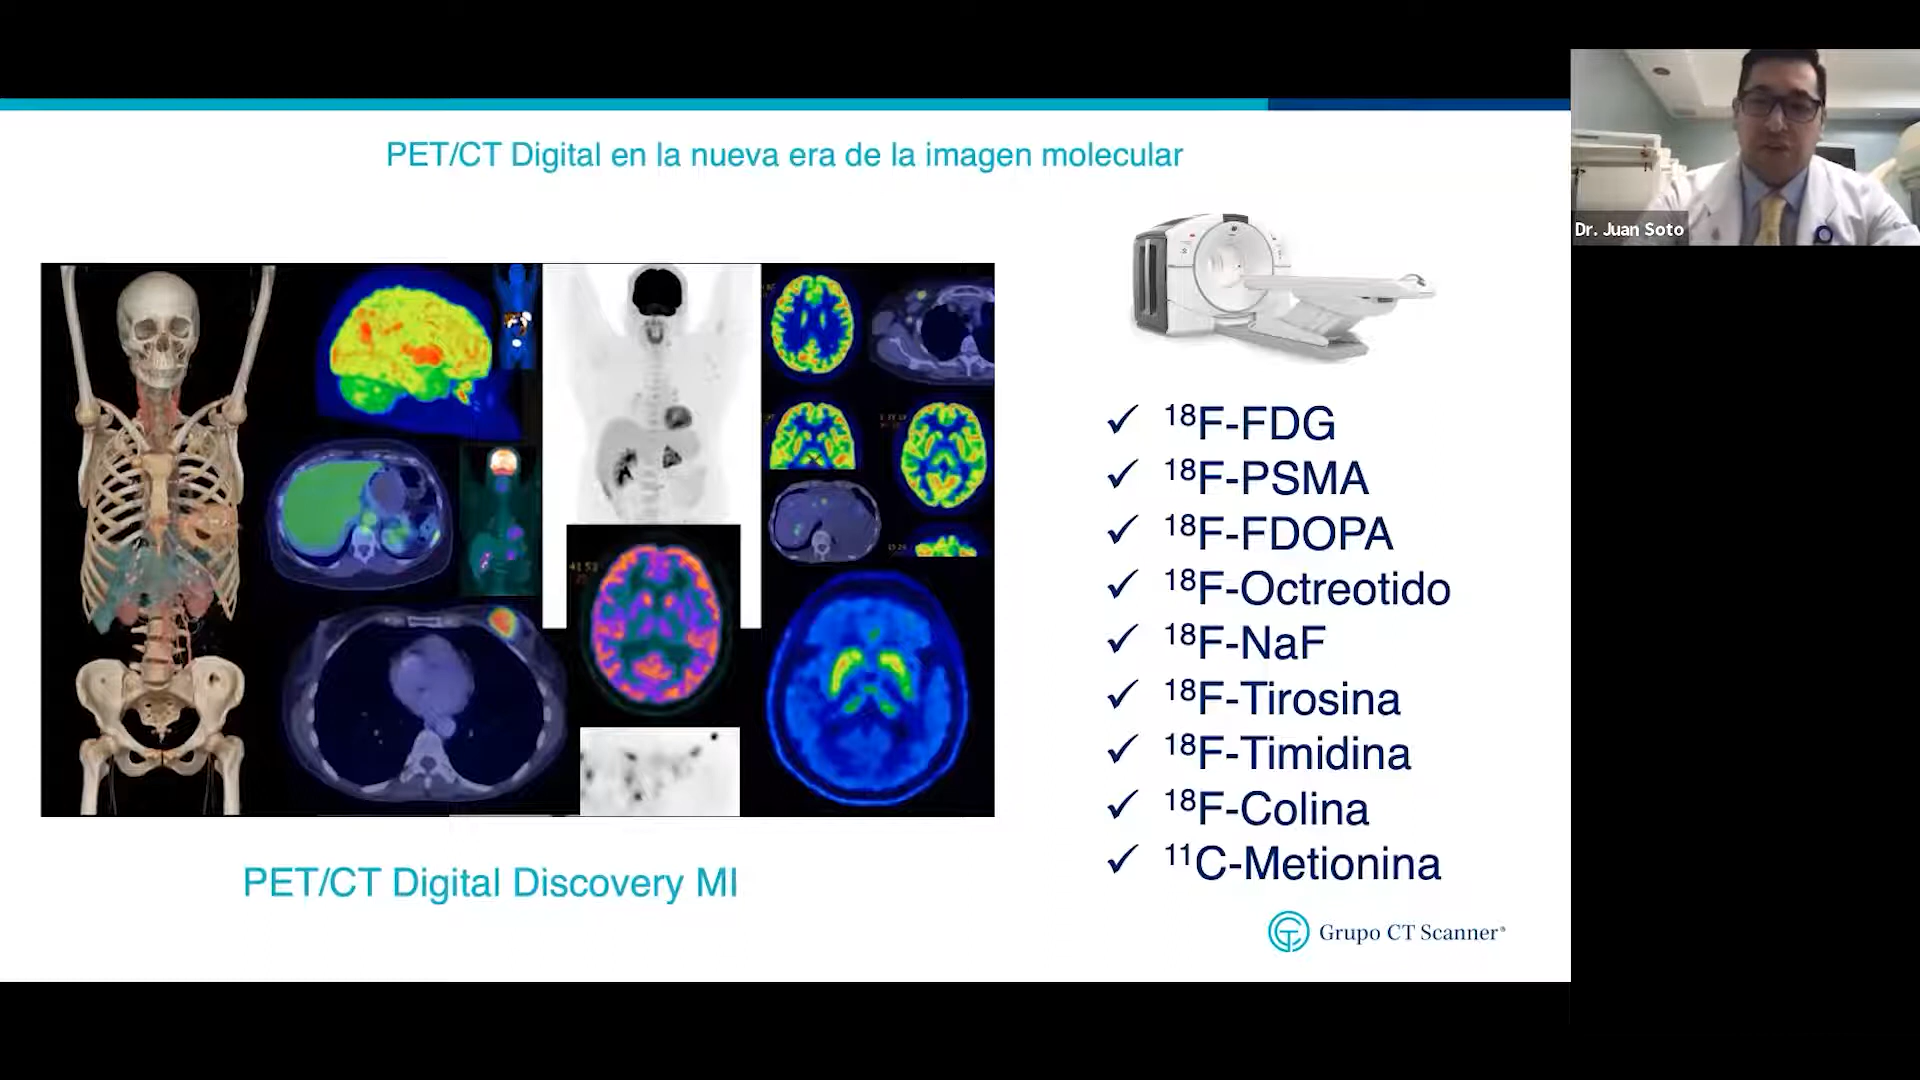 PET/CT Digital en la nueva era de la imagen molecular
Dr. Juan Soto
✓ ¹⁸F-FDG
✓ ¹⁸F-PSMA
✓ ¹⁸F-FDOPA
✓ ¹⁸F-Octreotido
✓ ¹⁸F-NaF
✓ ¹⁸F-Tirosina
✓ ¹⁸F-Timidina
✓ ¹⁸F-Colina
✓ ¹¹C-Metionina
PET/CT Digital Discovery MI
Grupo CT Scanner®